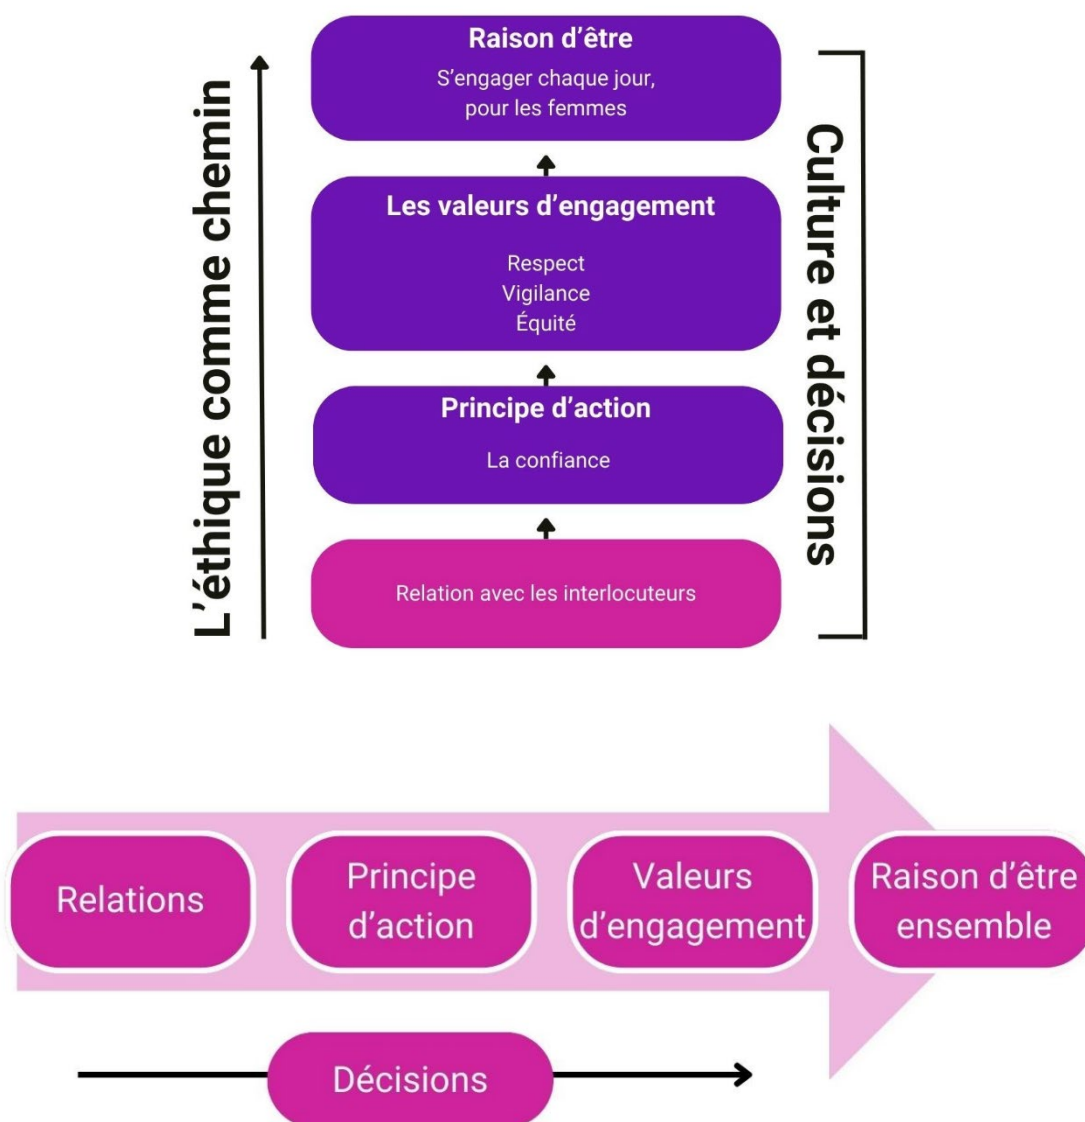 L'éthique comme chemin
Raison d'être
S'engager chaque jour,
pour les femmes
Les valeurs d'engagement
Respect
Vigilance
Équité
Principe d'action
La confiance
Relation avec les interlocuteurs
Culture et décisions
Relations
Principe
d'action
Valeurs
d'engagement
Raison d'être
ensemble
Décisions